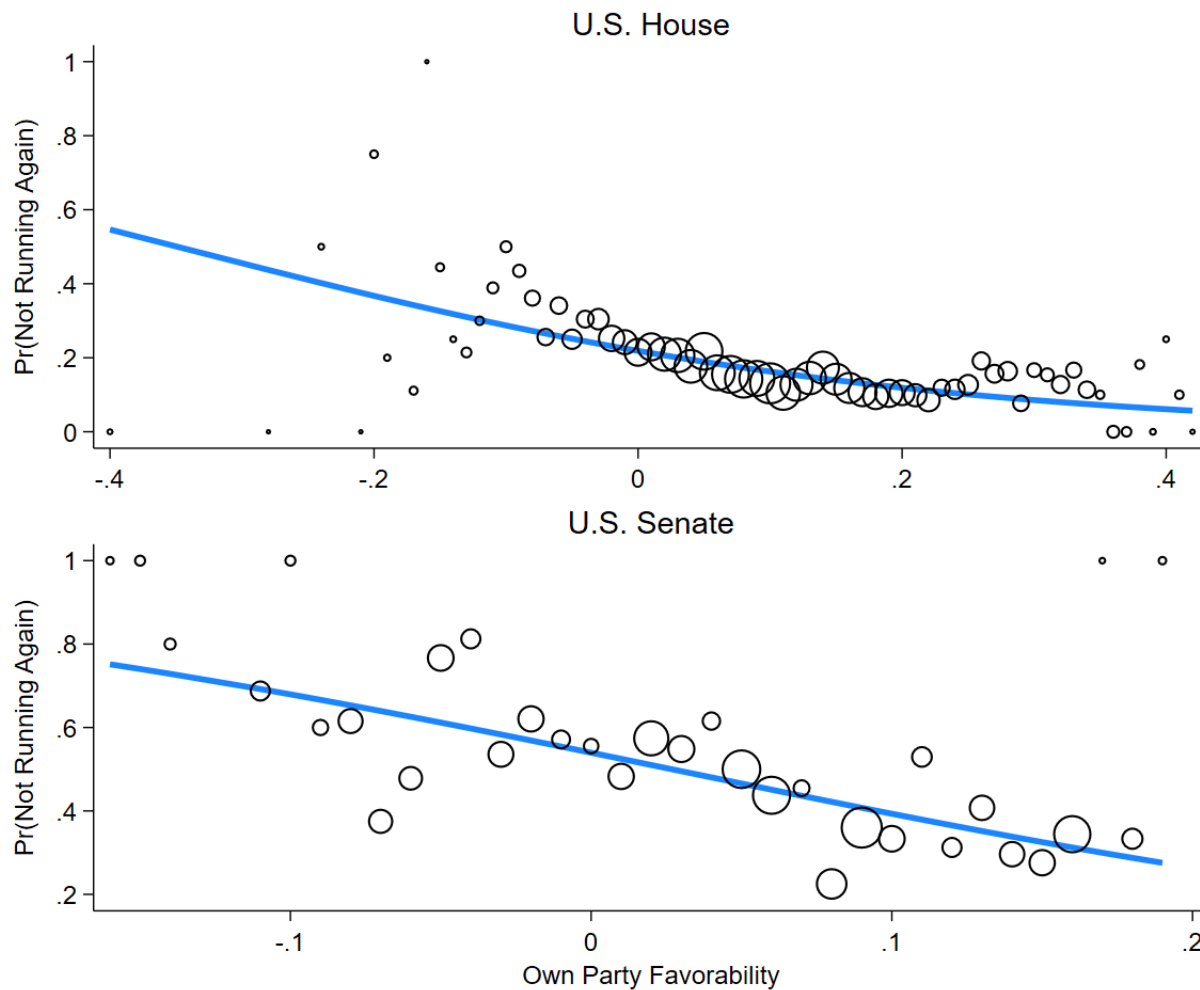 U.S. House
Pr(Not Running Again)
1
.8
.6
.4
.2
0
-.4 -.2 0 .2 .4
U.S. Senate
Pr(Not Running Again)
1
.8
.6
.4
.2
-.1 0 .1 .2
Own Party Favorability